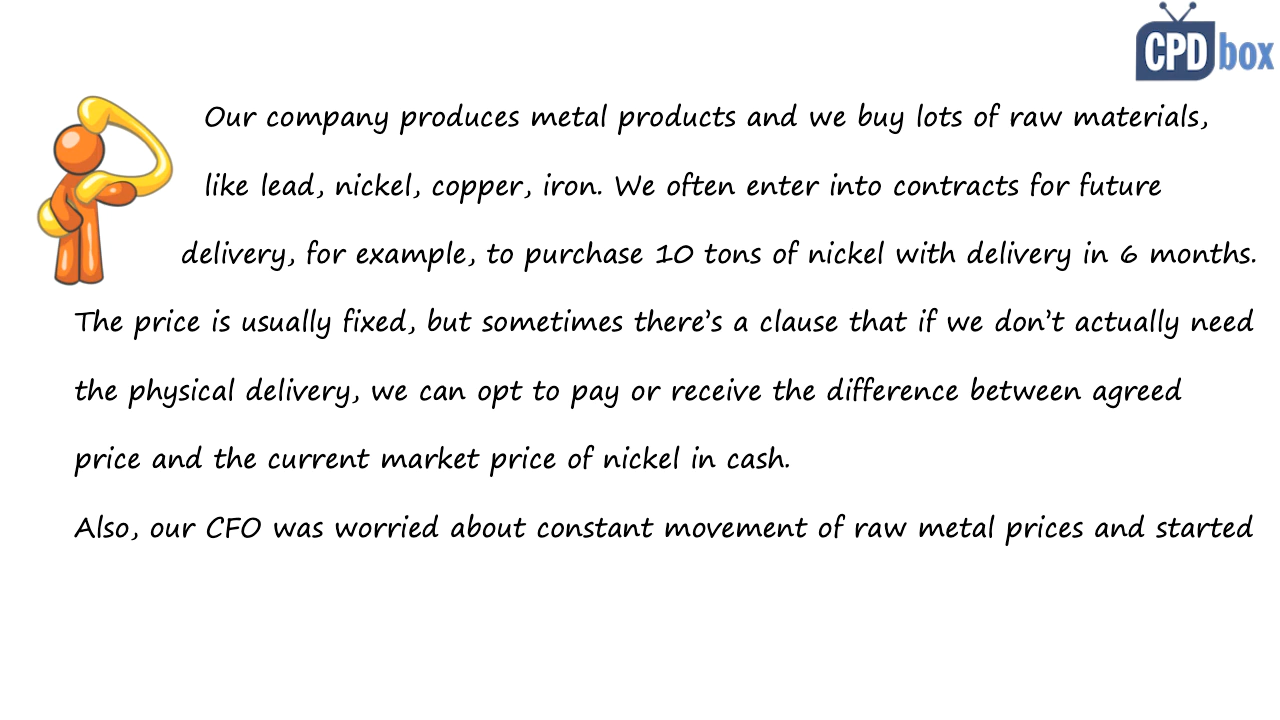 CPD box
Our company produces metal products and we buy lots of raw materials,
like lead, nickel, copper, iron. We often enter into contracts for future
delivery, for example, to purchase 10 tons of nickel with delivery in 6 months.
The price is usually fixed, but sometimes there’s a clause that if we don’t actually need
the physical delivery, we can opt to pay or receive the difference between agreed
price and the current market price of nickel in cash.
Also, our CFO was worried about constant movement of raw metal prices and started